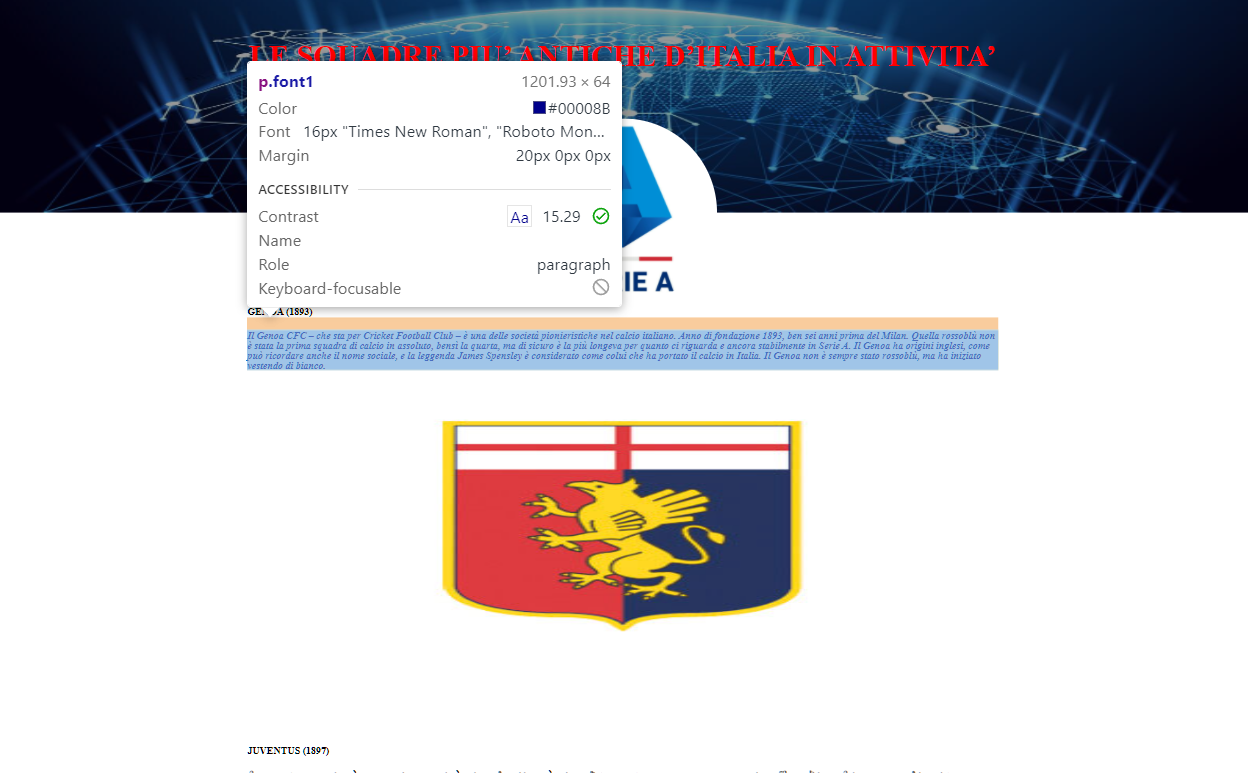 LE SQUADRE PIU’ ANTICHE D’ITALIA IN ATTIVITA’
p.font1 1201.93 × 64
Color #00008B
Font 16px "Times New Roman", "Roboto Mon...
Margin 20px 0px 0px
ACCESSIBILITY
Contrast Aa 15.29
Name
Role paragraph
Keyboard-focusable
IE A
GENOA (1893)
Il Genoa CFC – che sta per Cricket Football Club – è una delle società pionieristiche nel calcio italiano. Anno di fondazione 1893, ben sei anni prima del Milan. Quella rossoblù non
è stata la prima squadra di calcio in assoluto, bensì la quarta, ma di sicuro è la più longeva per quanto ci riguarda e ancora stabilmente in Serie A. Il Genoa ha origini inglesi, come
può ricordare anche il nome sociale, e la leggenda James Spensley è considerato come colui che ha portato il calcio in Italia. Il Genoa non è sempre stato rossoblù, ma ha iniziato
vestendo di bianco.
JUVENTUS (1897)